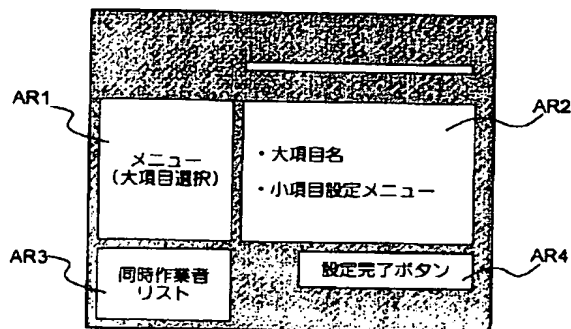 AR1
AR2
メニュー
(大項目選択)
・大項目名
・小項目設定メニュー
AR3
AR4
同時作業者
リスト
設定完了ボタン